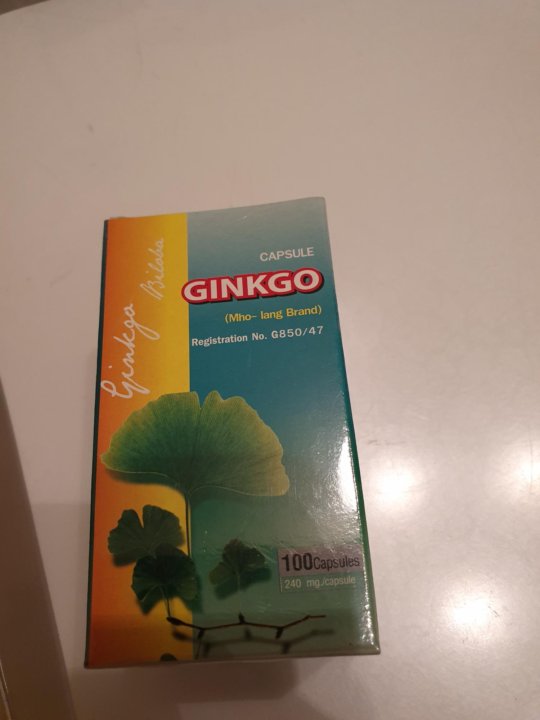 CAPSULE
GINKGO
(Mho- lang Brand)
Registration No. G850/47
Ginkgo Biloba
100Capsules
240 mg./capsule